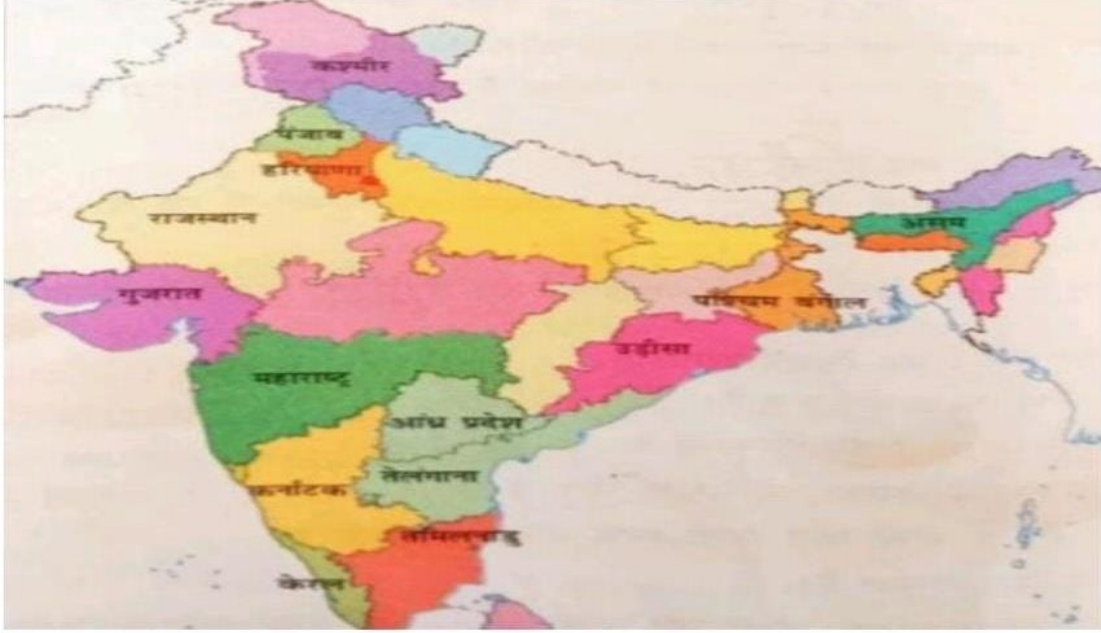 कश्मीर
पंजाब
हरियाणा
राजस्थान
असम
गुजरात
पश्चिम बंगाल
उड़ीसा
महाराष्ट्र
आंध्र प्रदेश
तेलंगाना
कर्नाटक
तमिलनाडु
केरल